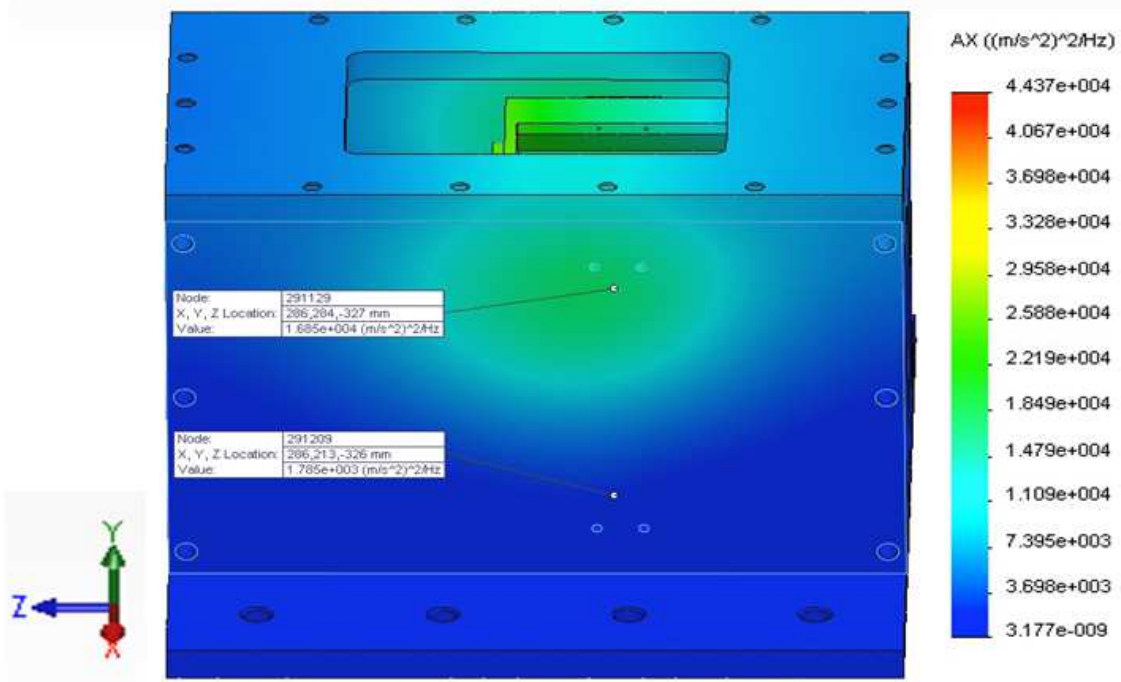 AX ((m/s^2)^2/Hz)
4.437e+004
4.067e+004
3.698e+004
3.328e+004
2.958e+004
2.588e+004
2.219e+004
1.849e+004
1.479e+004
1.109e+004
7.395e+003
3.698e+003
3.177e-009
Node: 291129
X, Y, Z Location: 286,284,-327 mm
Value: 1.685e+004 (m/s^2)^2/Hz
Node: 291209
X, Y, Z Location: 286,213,-326 mm
Value: 1.785e+003 (m/s^2)^2/Hz
Y
Z
X